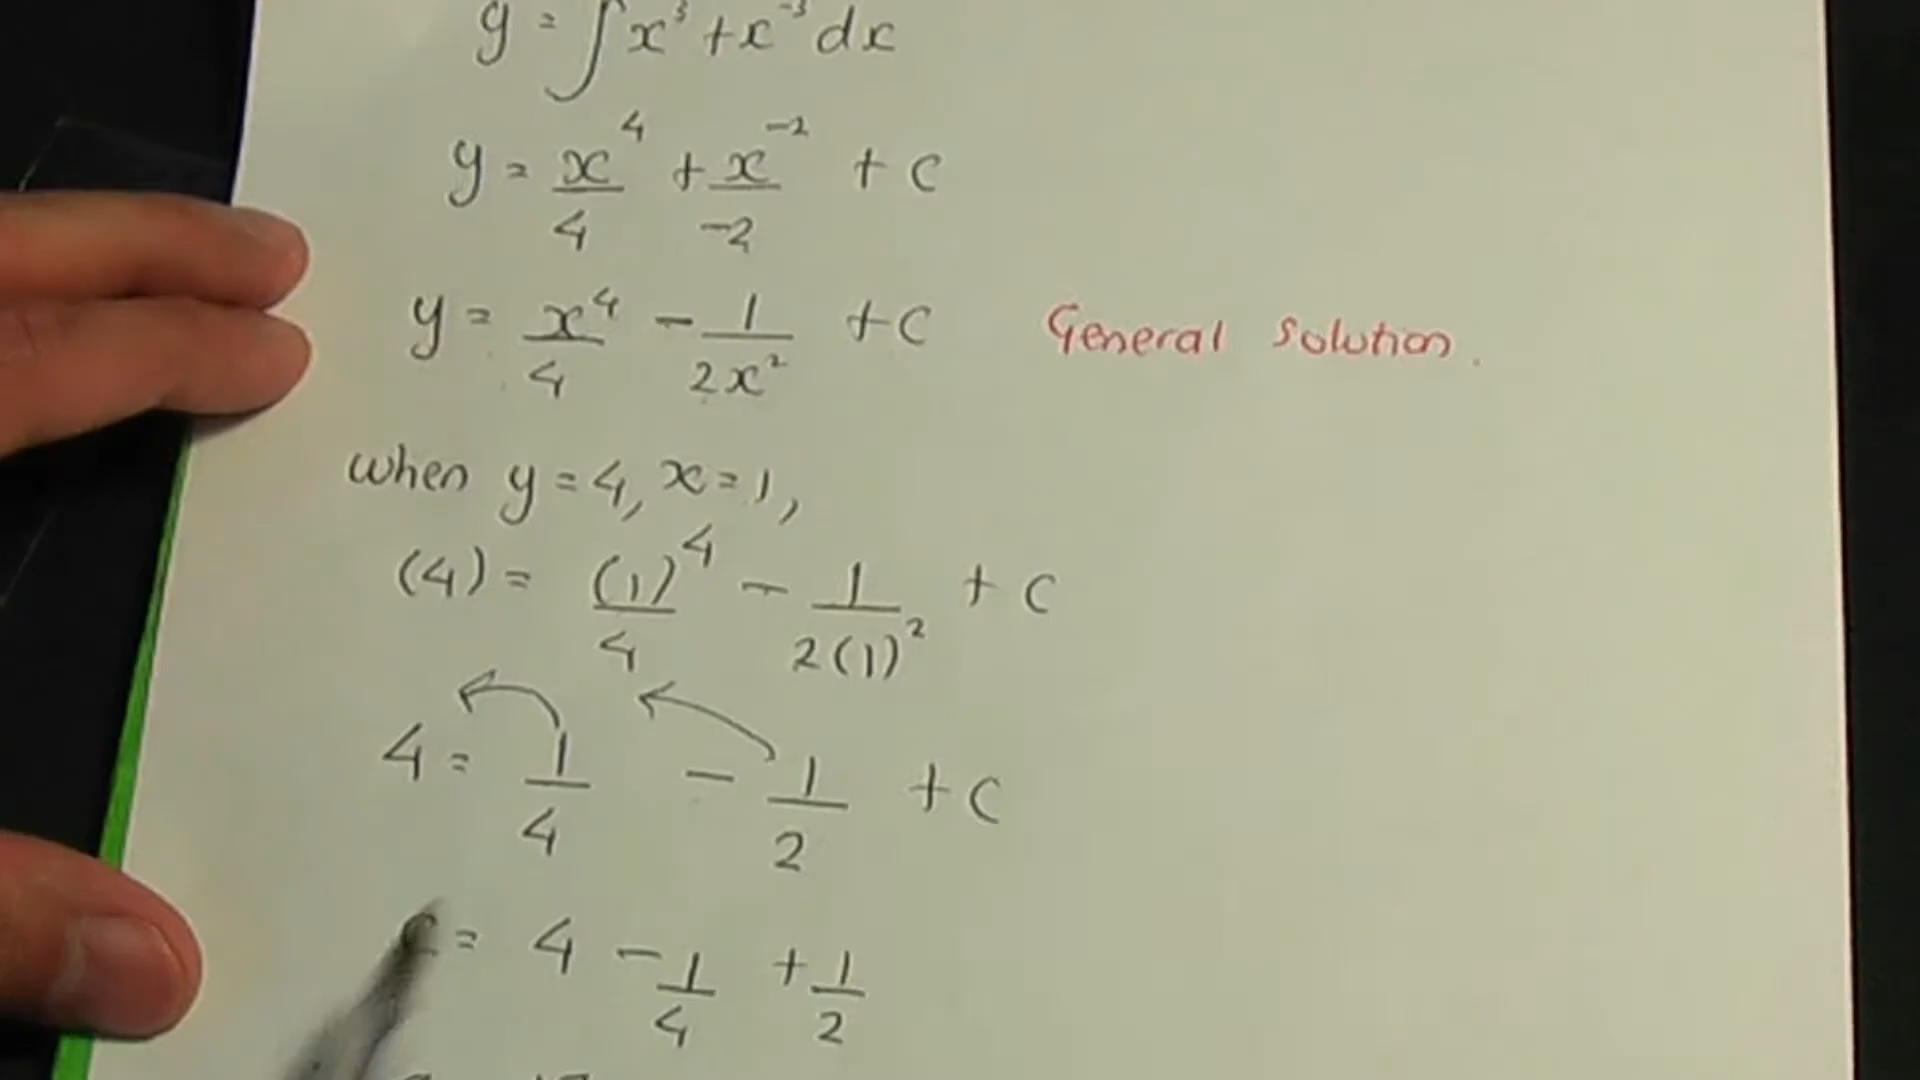 y = ∫x³ + x⁻³ dx
y = x⁴/4 + x⁻²/-2 + c
y = x⁴/4 - 1/2x² + c General Solution.
when y = 4, x = 1,
(4) = (1)⁴/4 - 1/2(1)² + c
4 = 1/4 - 1/2 + c
c = 4 - 1/4 + 1/2